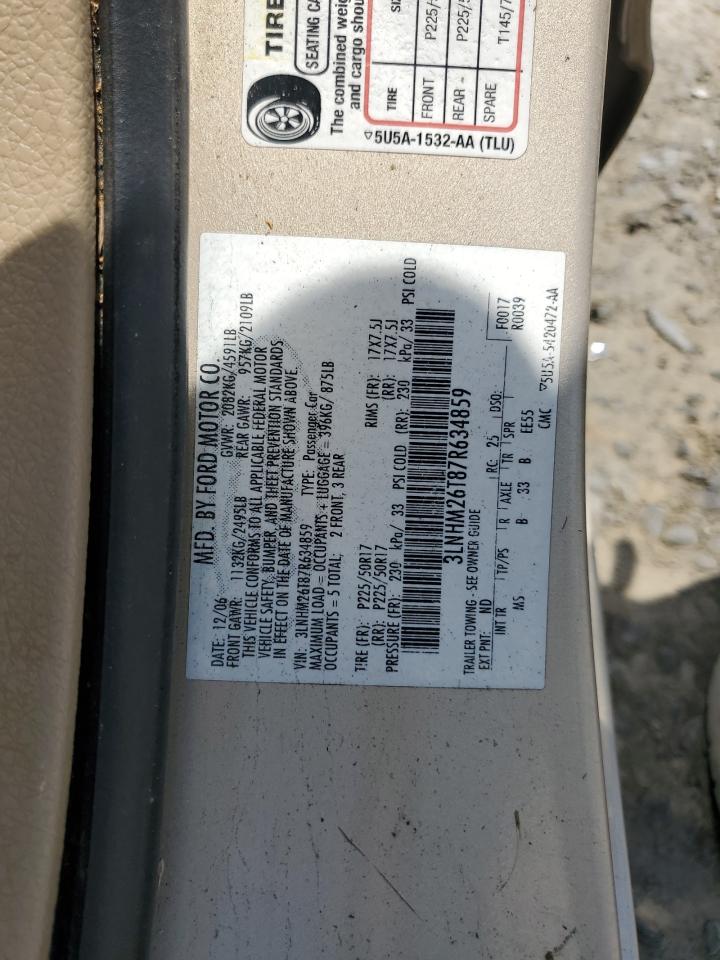 TIRE
SEATING CA
The combined weig
and cargo shou
TIRE SI
FRONT P225/5
REAR - P225/5
SPARE T145/7
▽5U5A-1532-AA (TLU)
MFD. BY FORD MOTOR CO.
DATE: 12/06 GVWR: 2082KG/4591LB
FRONT GAWR: 1132KG/2495LB REAR GAWR: 957KG/2109LB
THIS VEHICLE CONFORMS TO ALL APPLICABLE FEDERAL MOTOR
VEHICLE SAFETY, BUMPER, AND THEFT PREVENTION STANDARDS
IN EFFECT ON THE DATE OF MANUFACTURE SHOWN ABOVE.
VIN: 3LNHM26T87R634859 TYPE: Passenger Car
MAXIMUM LOAD = OCCUPANTS + LUGGAGE = 396KG/ 875LB
OCCUPANTS = 5 TOTAL; 2 FRONT, 3 REAR
TIRE (FR): P225/50R17 RIMS (FR): 17X7.5J
(RR): P225/50R17 (RR): 17X7.5J
PRESSURE (FR): 230 kPa/ 33 PSI COLD (RR): 230 kPa/ 33 PSI COLD
3LNHM26T87R634859
TRAILER TOWING - SEE OWNER GUIDE
EXT PNT: ND RC: 25 DSO: F0017
INT TR TP/PS R AXLE TR SPR R0039
MS B 33 B EE55
CMC ▽5U5A-5420472-AA